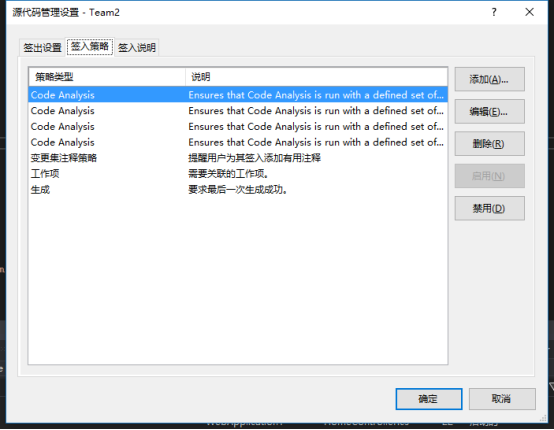 源代码管理设置 - Team2
签出设置 签入策略 签入说明
策略类型 说明
Code Analysis Ensures that Code Analysis is run with a defined set of...
Code Analysis Ensures that Code Analysis is run with a defined set of...
Code Analysis Ensures that Code Analysis is run with a defined set of...
Code Analysis Ensures that Code Analysis is run with a defined set of...
变更集注释策略 提醒用户为其签入添加有用注释
工作项 需要关联的工作项。
生成 要求最后一次生成成功。
添加(A)...
编辑(E)...
删除(R)
启用(N)
禁用(D)
确定 取消